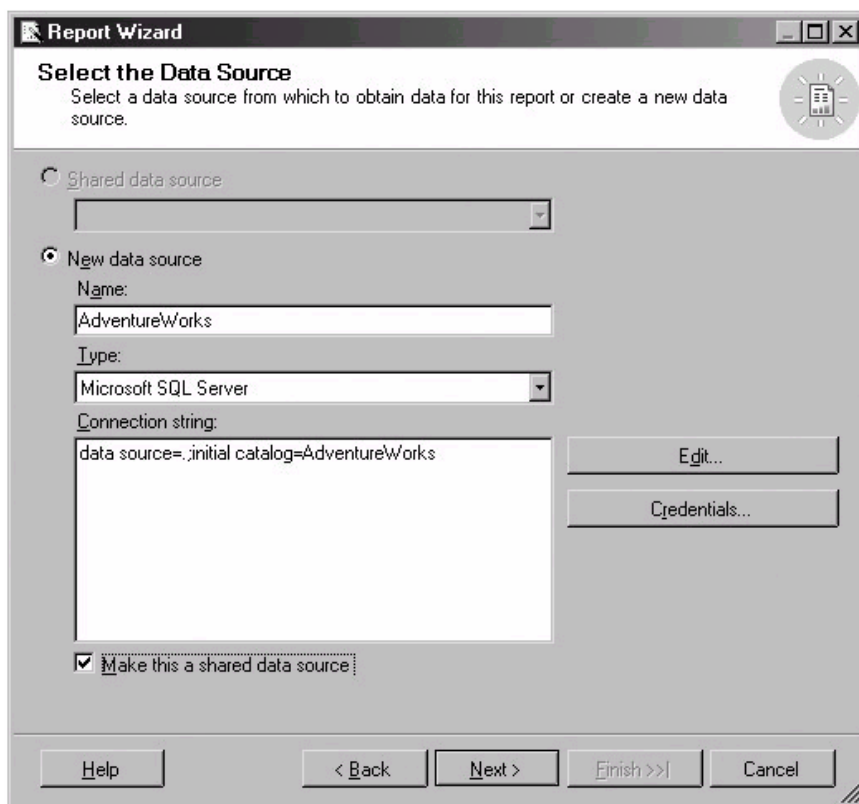 Report Wizard
Select the Data Source
Select a data source from which to obtain data for this report or create a new data
source.
Shared data source
New data source
Name:
AdventureWorks
Type:
Microsoft SQL Server
Connection string:
data source=.;initial catalog=AdventureWorks
Edit...
Credentials...
Make this a shared data source
Help
< Back
Next >
Finish >>|
Cancel